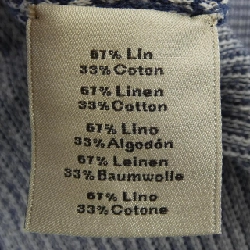 67% Lin
33% Coton
67% Linen
33% Cotton
67% Lino
33% Algodón
67% Leinen
33% Baumwolle
67% Lino
33% Cotone